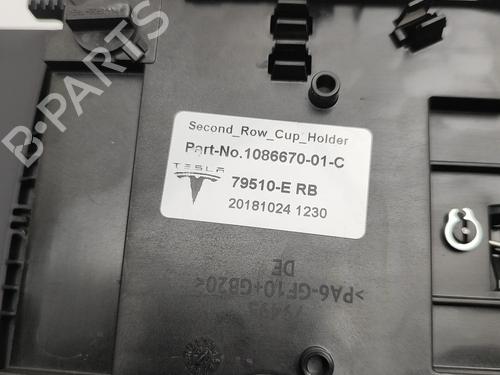 B-PARTS
Second_Row_Cup_Holder
Part-No.1086670-01-C
TESLA
79510-E RB
20181024 1230
DE
>PA6-GF10+GB20<